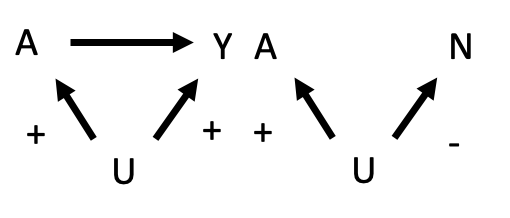 A Y A N
+ + + -
U U